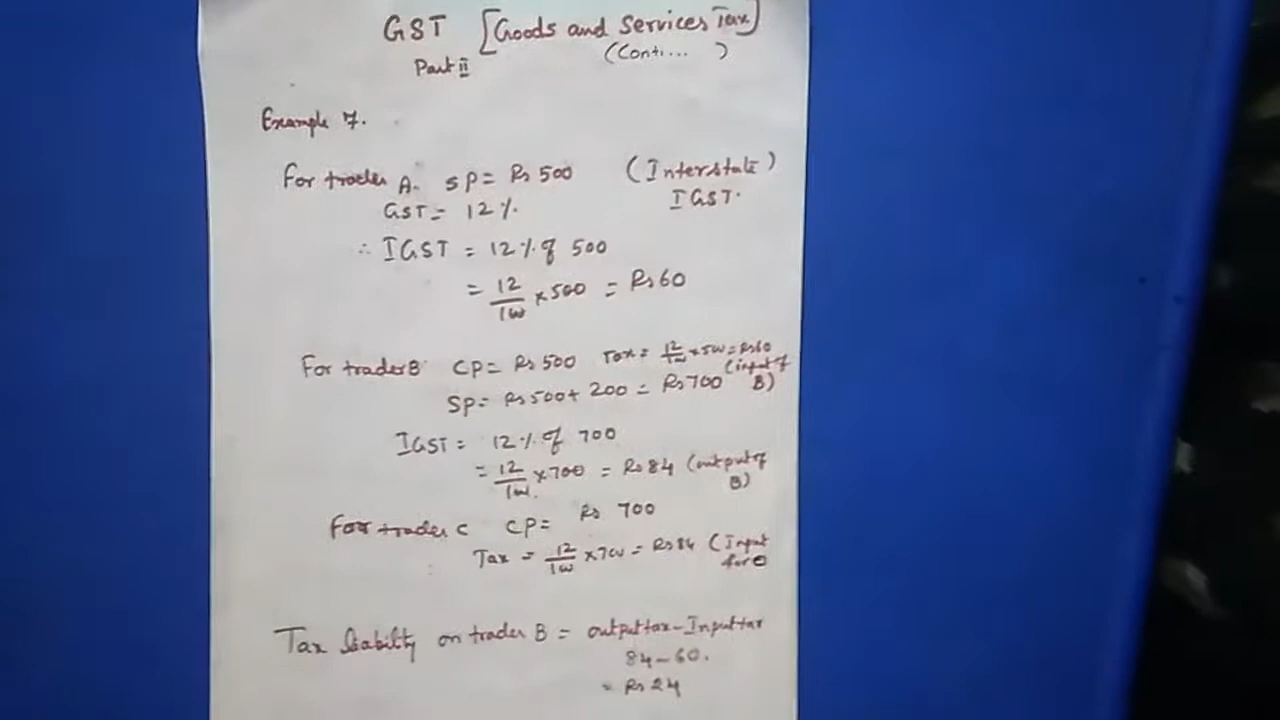 GST [Goods and Services Tax]
(Conti... )
Part ii
Example 7.
For trader A. SP = Rs 500 (Interstate)
GST = 12% IGST.
∴ IGST = 12% of 500
= 12/100 × 500 = Rs 60
For trader B CP = Rs 500 Tax = 12/100 × 500 = Rs 60
(input of B)
SP = Rs 500 + 200 = Rs 700
IGST = 12% of 700
= 12/100 × 700 = Rs 84 (output of B)
For trader C CP = Rs 700
Tax = 12/100 × 700 = Rs 84 (Input for C)
Tax liability on trader B = output tax - Input tax
84 - 60.
= Rs 24